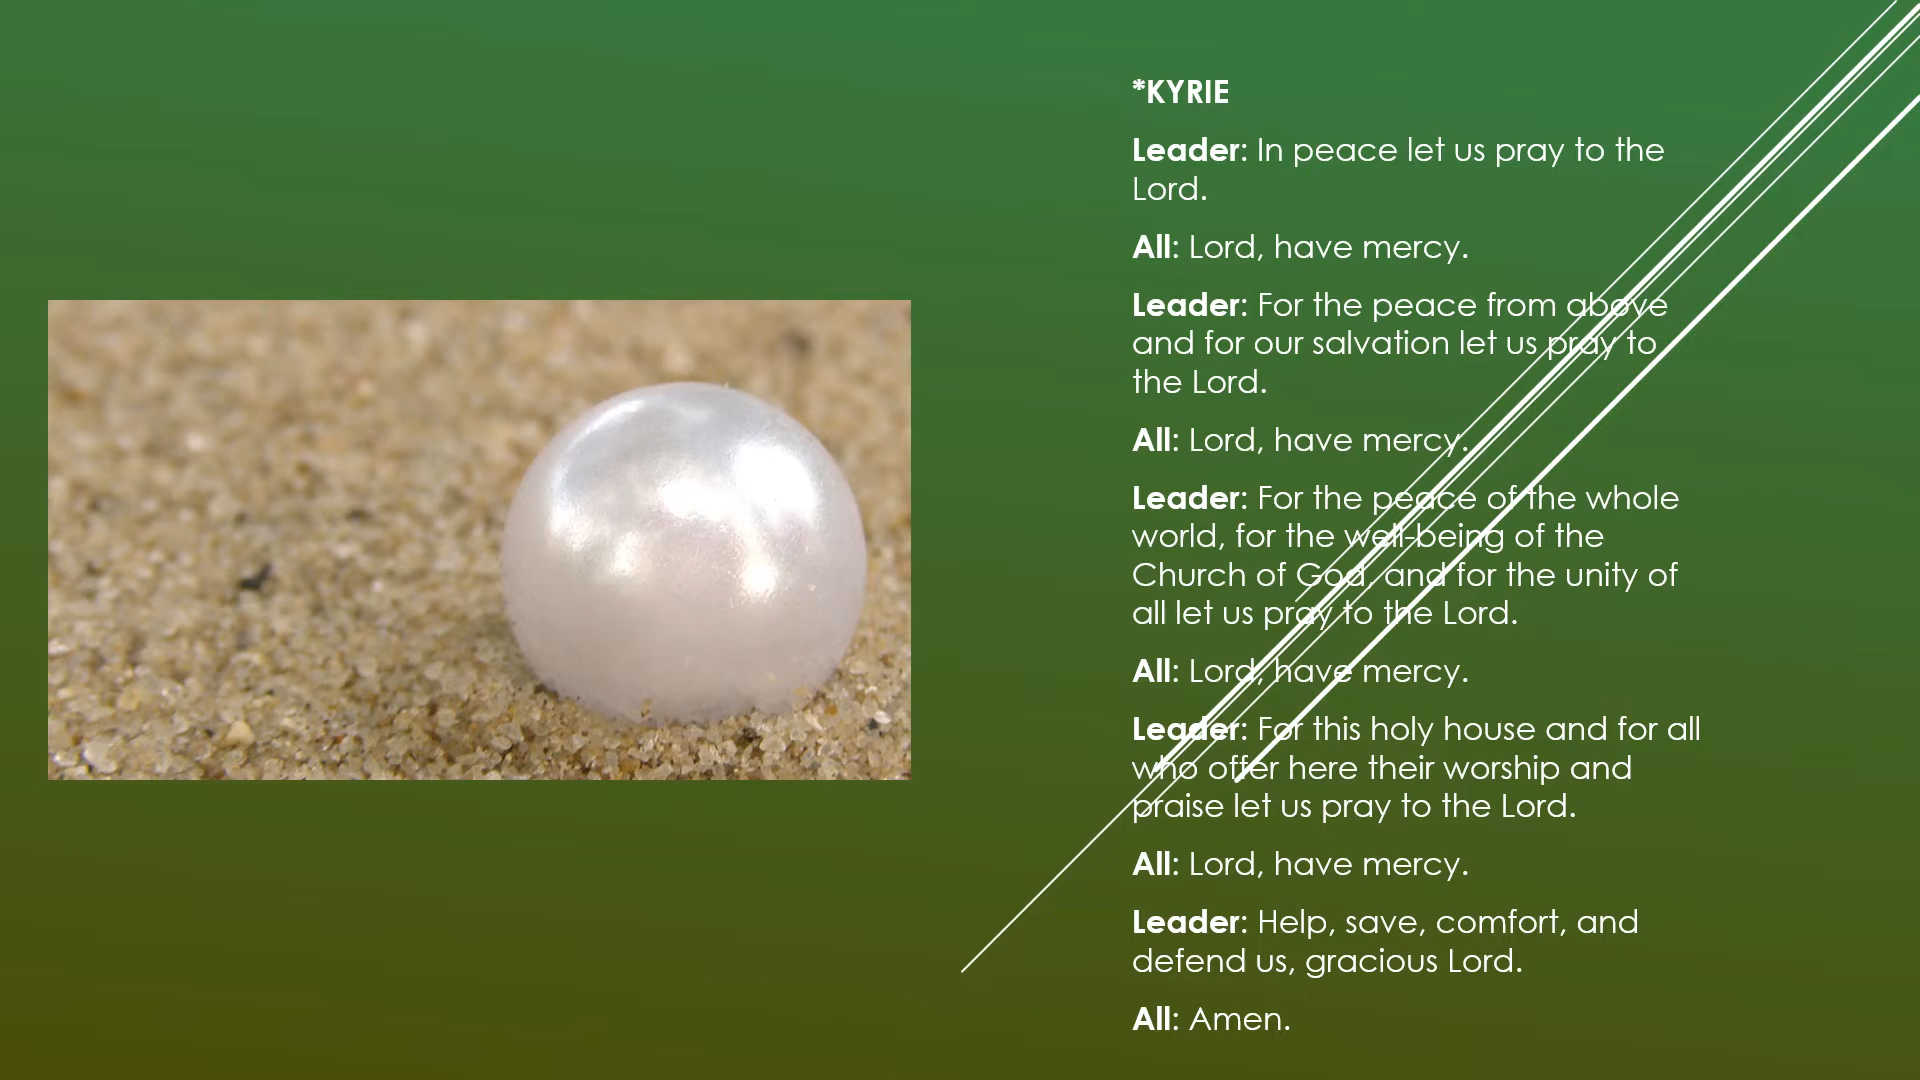 *KYRIE
Leader: In peace let us pray to the
Lord.
All: Lord, have mercy.
Leader: For the peace from above
and for our salvation let us pray to
the Lord.
All: Lord, have mercy.
Leader: For the peace of the whole
world, for the well-being of the
Church of God, and for the unity of
all let us pray to the Lord.
All: Lord, have mercy.
Leader: For this holy house and for all
who offer here their worship and
praise let us pray to the Lord.
All: Lord, have mercy.
Leader: Help, save, comfort, and
defend us, gracious Lord.
All: Amen.